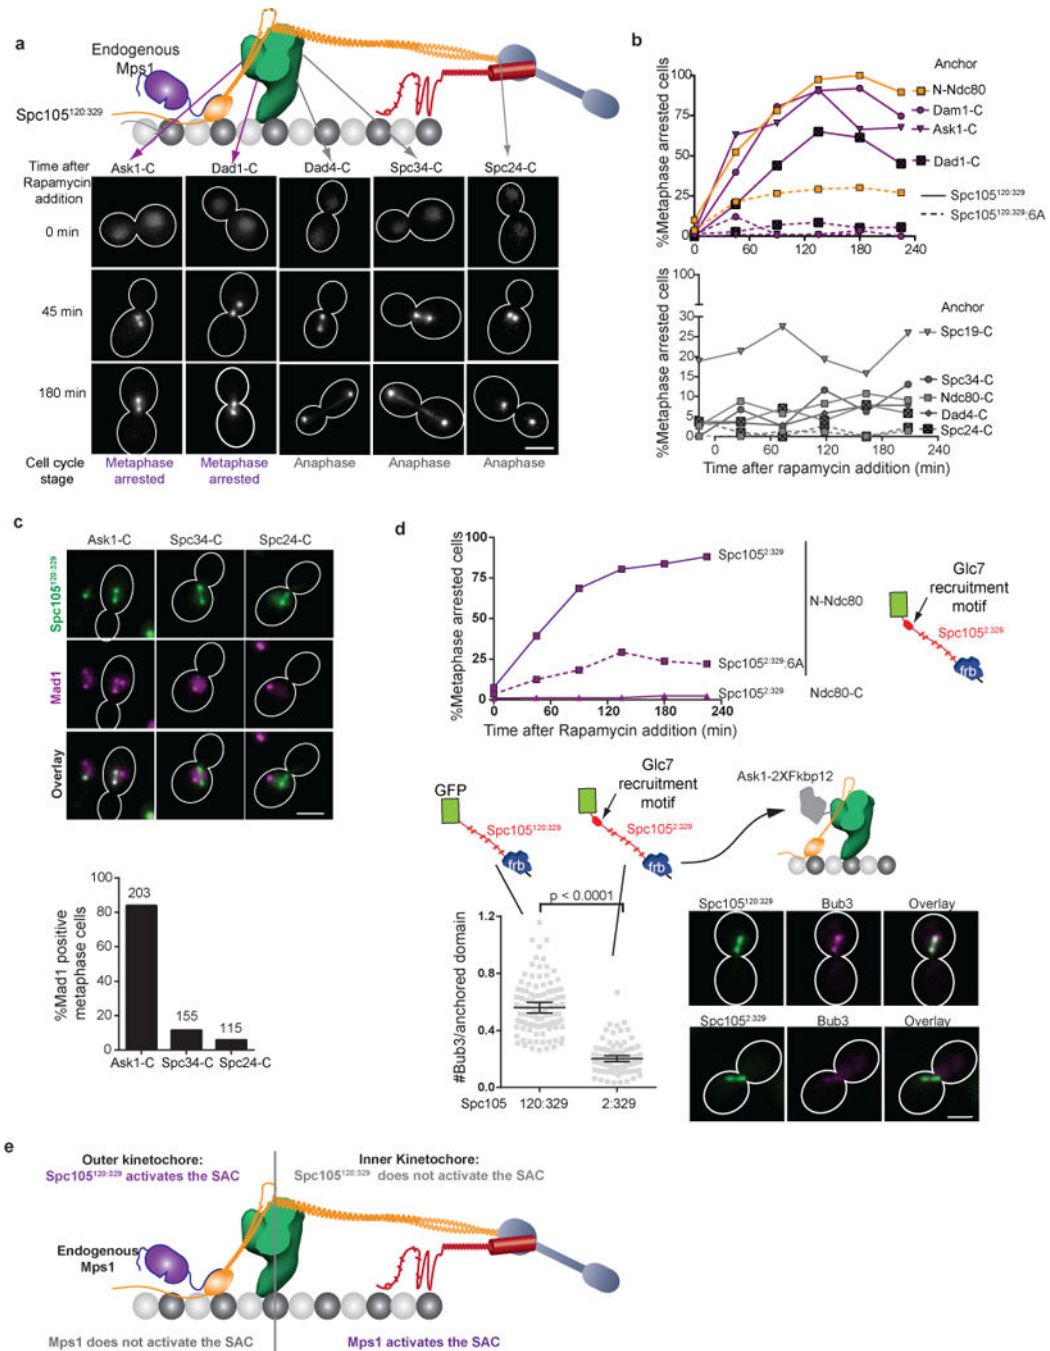 a
Endogenous
Mps1
Spc105120:329
Time after
Rapamycin
addition
Ask1-C
Dad1-C
Dad4-C
Spc34-C
Spc24-C
0 min
45 min
180 min
Cell cycle
stage
Metaphase
arrested
Metaphase
arrested
Anaphase
Anaphase
Anaphase
b
Anchor
%Metaphase arrested cells
100
75
50
25
0
0
60
120
180
240
N-Ndc80
Dam1-C
Ask1-C
Dad1-C
Spc105120:329
Spc105120:329:6A
%Metaphase arrested cells
100
30
25
20
15
10
5
0
0
60
120
180
240
Time after rapamycin addition (min)
Anchor
Spc19-C
Spc34-C
Ndc80-C
Dad4-C
Spc24-C
c
Ask1-C
Spc34-C
Spc24-C
Spc105120:329
Mad1
Overlay
%Mad1 positive
metaphase cells
100
80
60
40
20
0
203
155
115
Ask1-C
Spc34-C
Spc24-C
d
%Metaphase arrested cells
100
75
50
25
0
0
60
120
180
240
Time after Rapamycin addition (min)
Spc1052:329
Spc1052:329:6A
Spc1052:329
N-Ndc80
Ndc80-C
Glc7
recruitment
motif
Spc1052:329
frb
GFP
Spc105120:329
frb
Glc7
recruitment
motif
Spc1052:329
frb
Ask1-2XFkbp12
#Bub3/anchored domain
1.2
0.8
0.4
0.0
p < 0.0001
Spc105
120:329
2:329
Spc105120:329
Bub3
Overlay
Spc1052:329
Bub3
Overlay
e
Outer kinetochore:
Spc105120:329 activates the SAC
Inner Kinetochore:
Spc105120:329 does not activate the SAC
Endogenous
Mps1
Mps1 does not activate the SAC
Mps1 activates the SAC